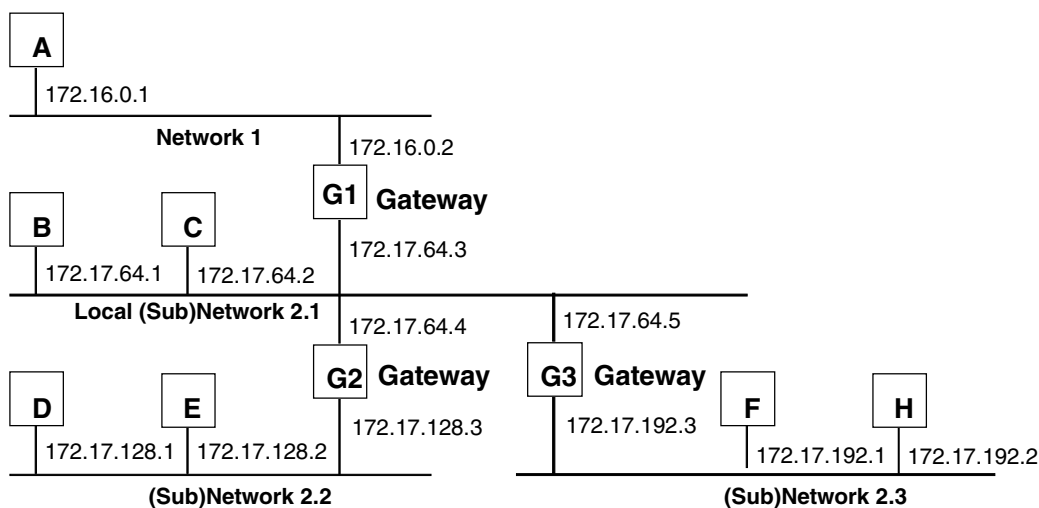 A
172.16.0.1
Network 1
172.16.0.2
G1 Gateway
B
C
172.17.64.3
172.17.64.1
172.17.64.2
Local (Sub)Network 2.1
172.17.64.4
172.17.64.5
G2 Gateway
G3 Gateway
D
E
F
H
172.17.128.3
172.17.192.3
172.17.128.1
172.17.128.2
172.17.192.1
172.17.192.2
(Sub)Network 2.2
(Sub)Network 2.3